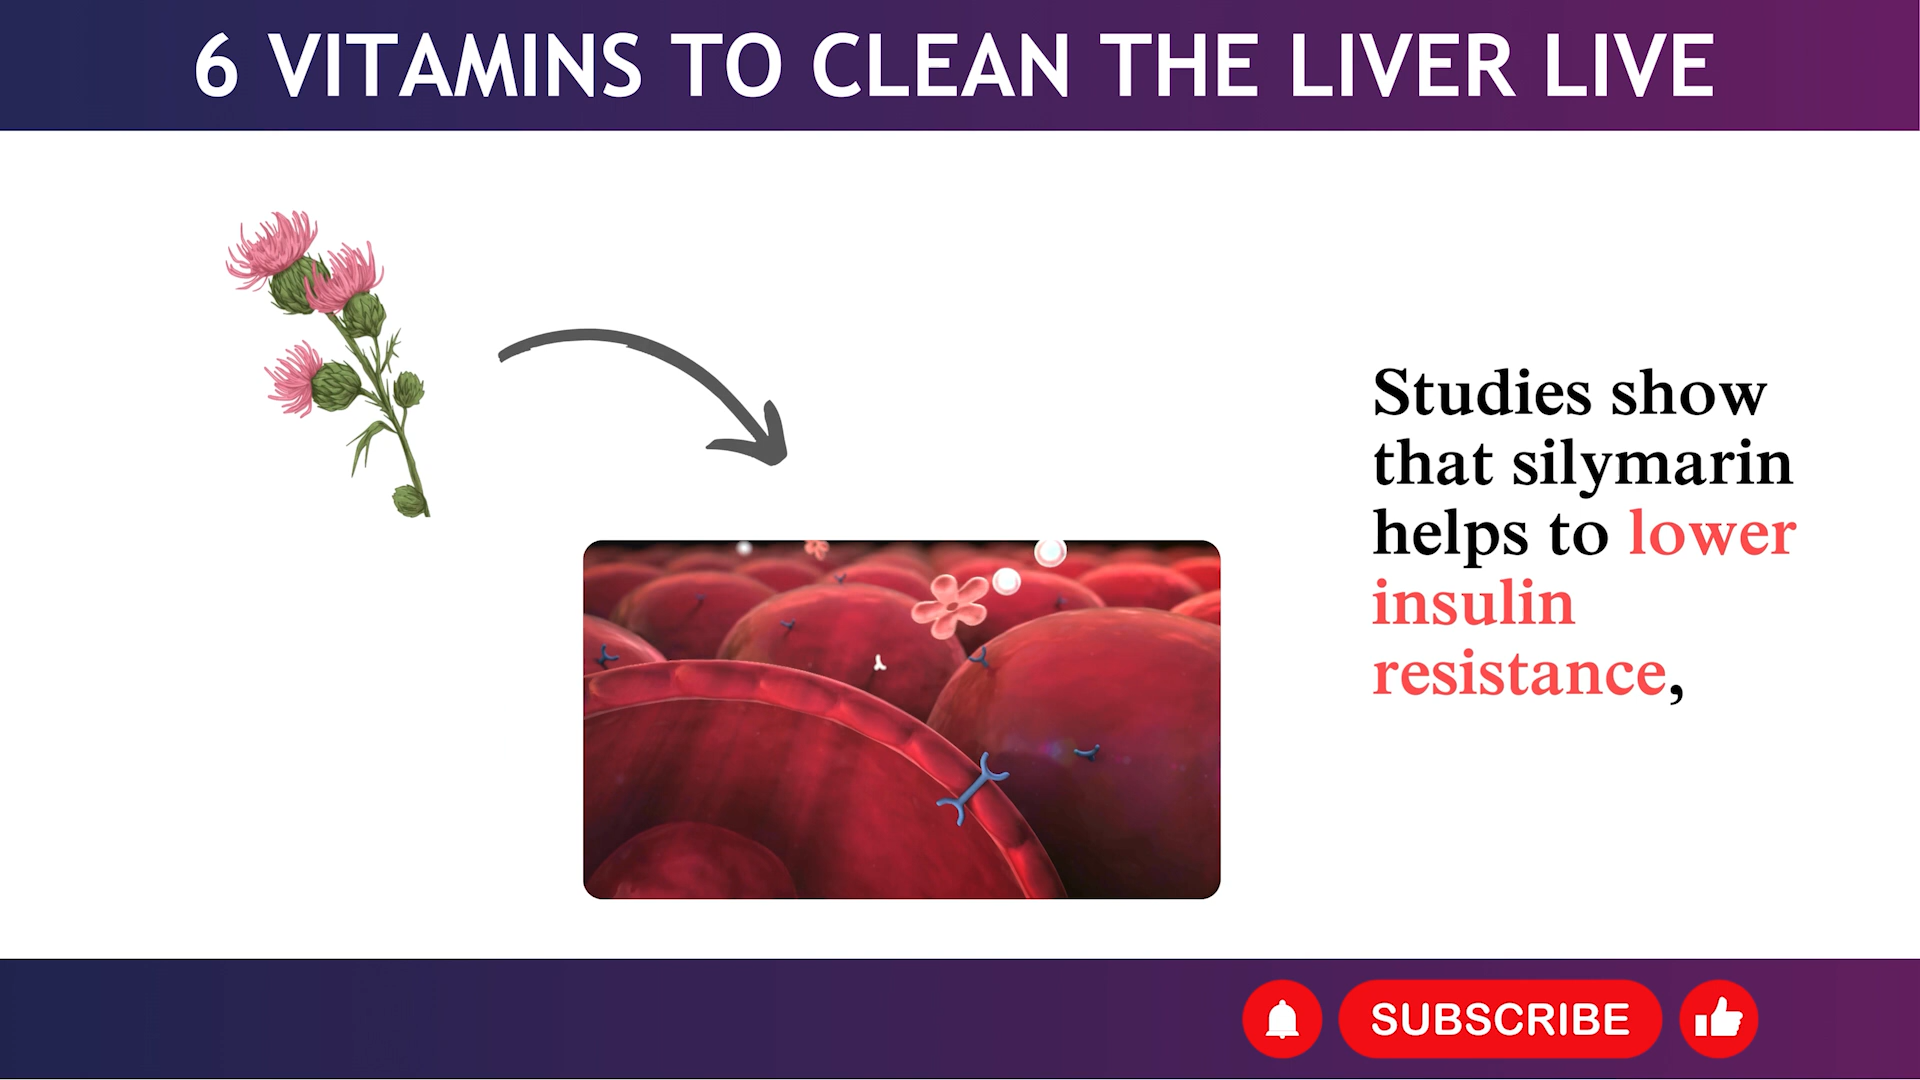 6 VITAMINS TO CLEAN THE LIVER LIVE
Studies show
that silymarin
helps to lower
insulin
resistance,
SUBSCRIBE